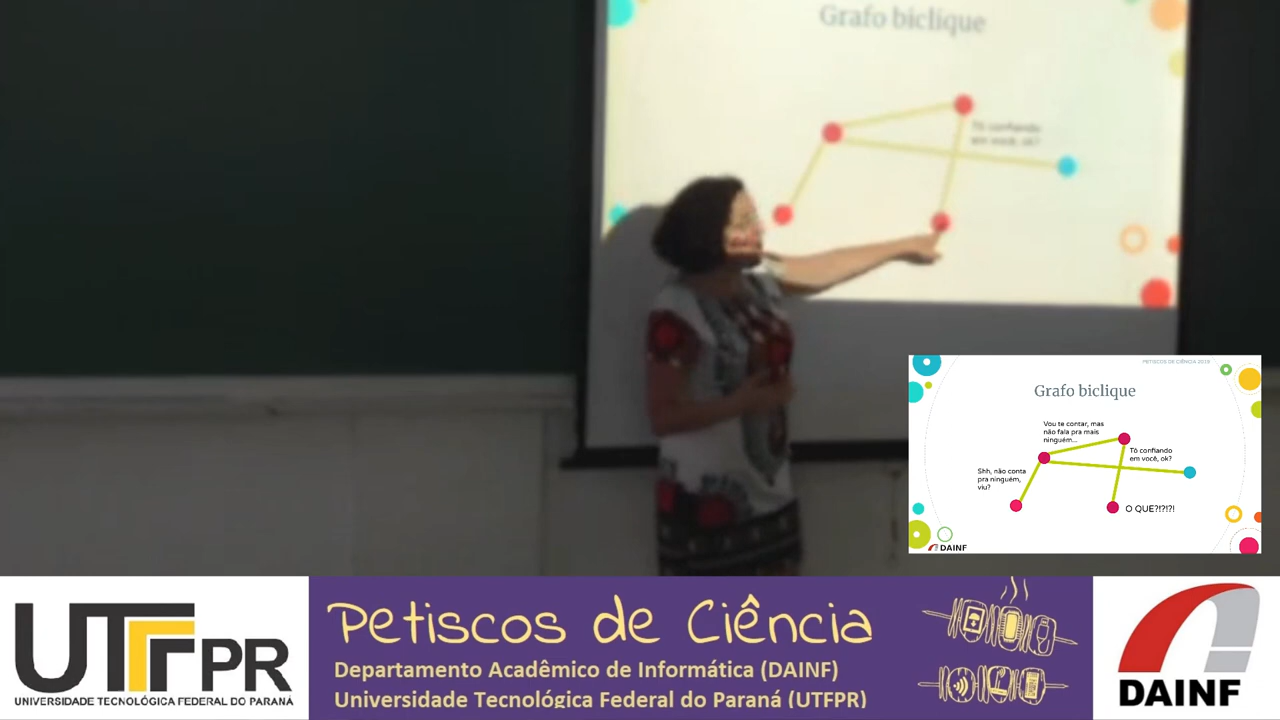 Grafo biclique
Tô confiando
em você, ok?
PETISCOS DE CIÊNCIA 2019
Grafo biclique
Vou te contar, mas
não fala pra mais
ninguém...
Tô confiando
em você, ok?
Shh, não conta
pra ninguém,
viu?
O QUE?!?!?!
DAINF
UTFPR
UNIVERSIDADE TECNOLÓGICA FEDERAL DO PARANÁ
Petiscos de Ciência
Departamento Acadêmico de Informática (DAINF)
Universidade Tecnológica Federal do Paraná (UTFPR)
DAINF